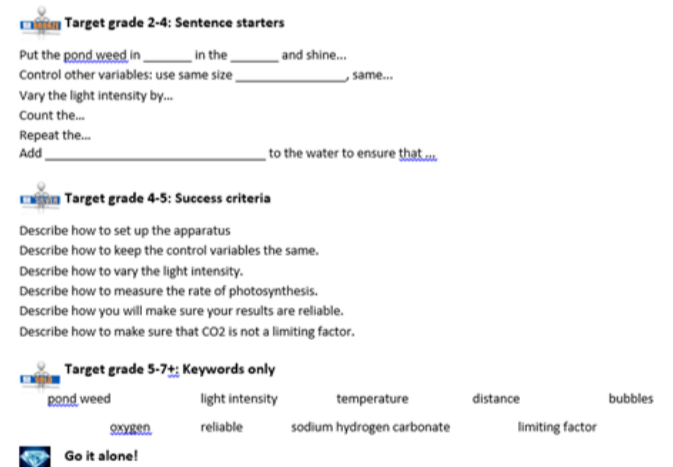 Target grade 2-4: Sentence starters
Put the pond weed in _______ in the _______ and shine...
Control other variables: use same size ________________, same...
Vary the light intensity by...
Count the...
Repeat the...
Add ________________________________ to the water to ensure that ...
Target grade 4-5: Success criteria
Describe how to set up the apparatus
Describe how to keep the control variables the same.
Describe how to vary the light intensity.
Describe how to measure the rate of photosynthesis.
Describe how you will make sure your results are reliable.
Describe how to make sure that CO2 is not a limiting factor.
Target grade 5-7+: Keywords only
pond weed light intensity temperature distance bubbles
oxygen reliable sodium hydrogen carbonate limiting factor
Go it alone!